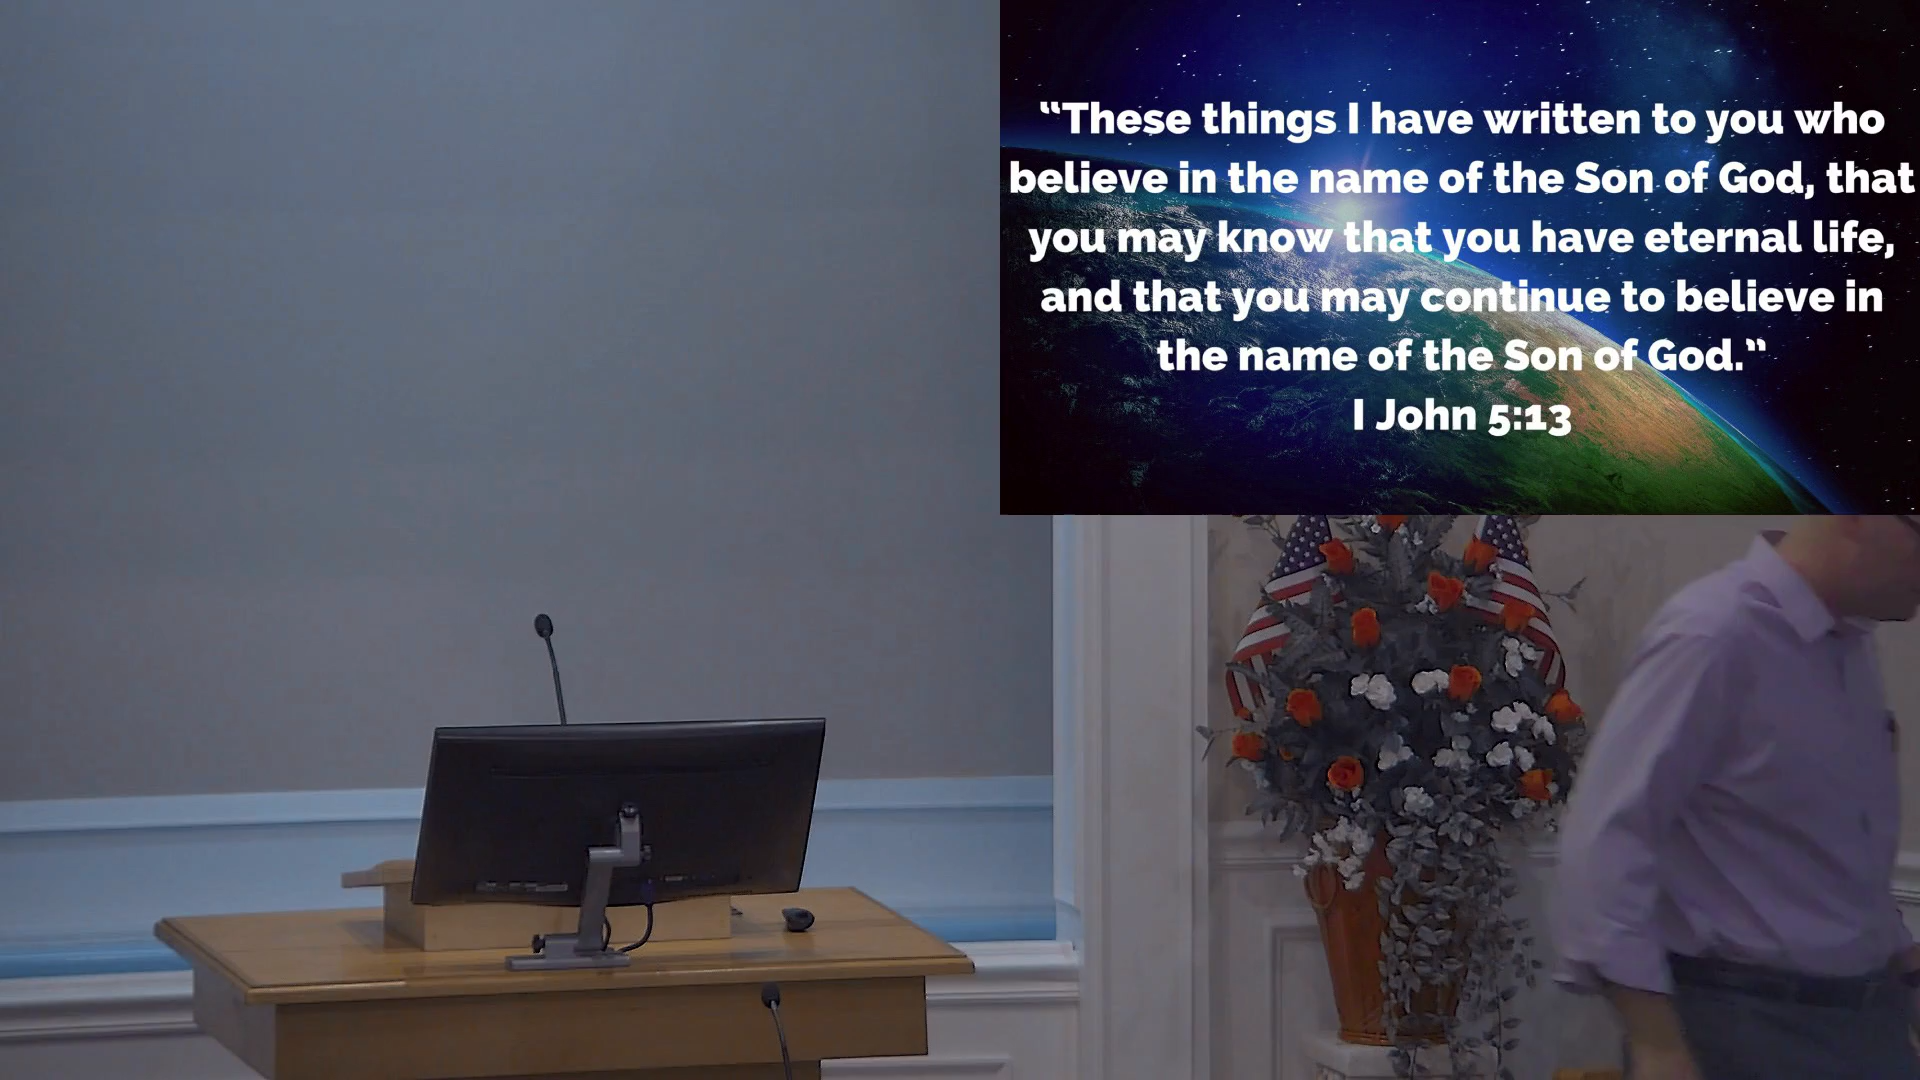 “These things I have written to you who
believe in the name of the Son of God, that
you may know that you have eternal life,
and that you may continue to believe in
the name of the Son of God.”
I John 5:13